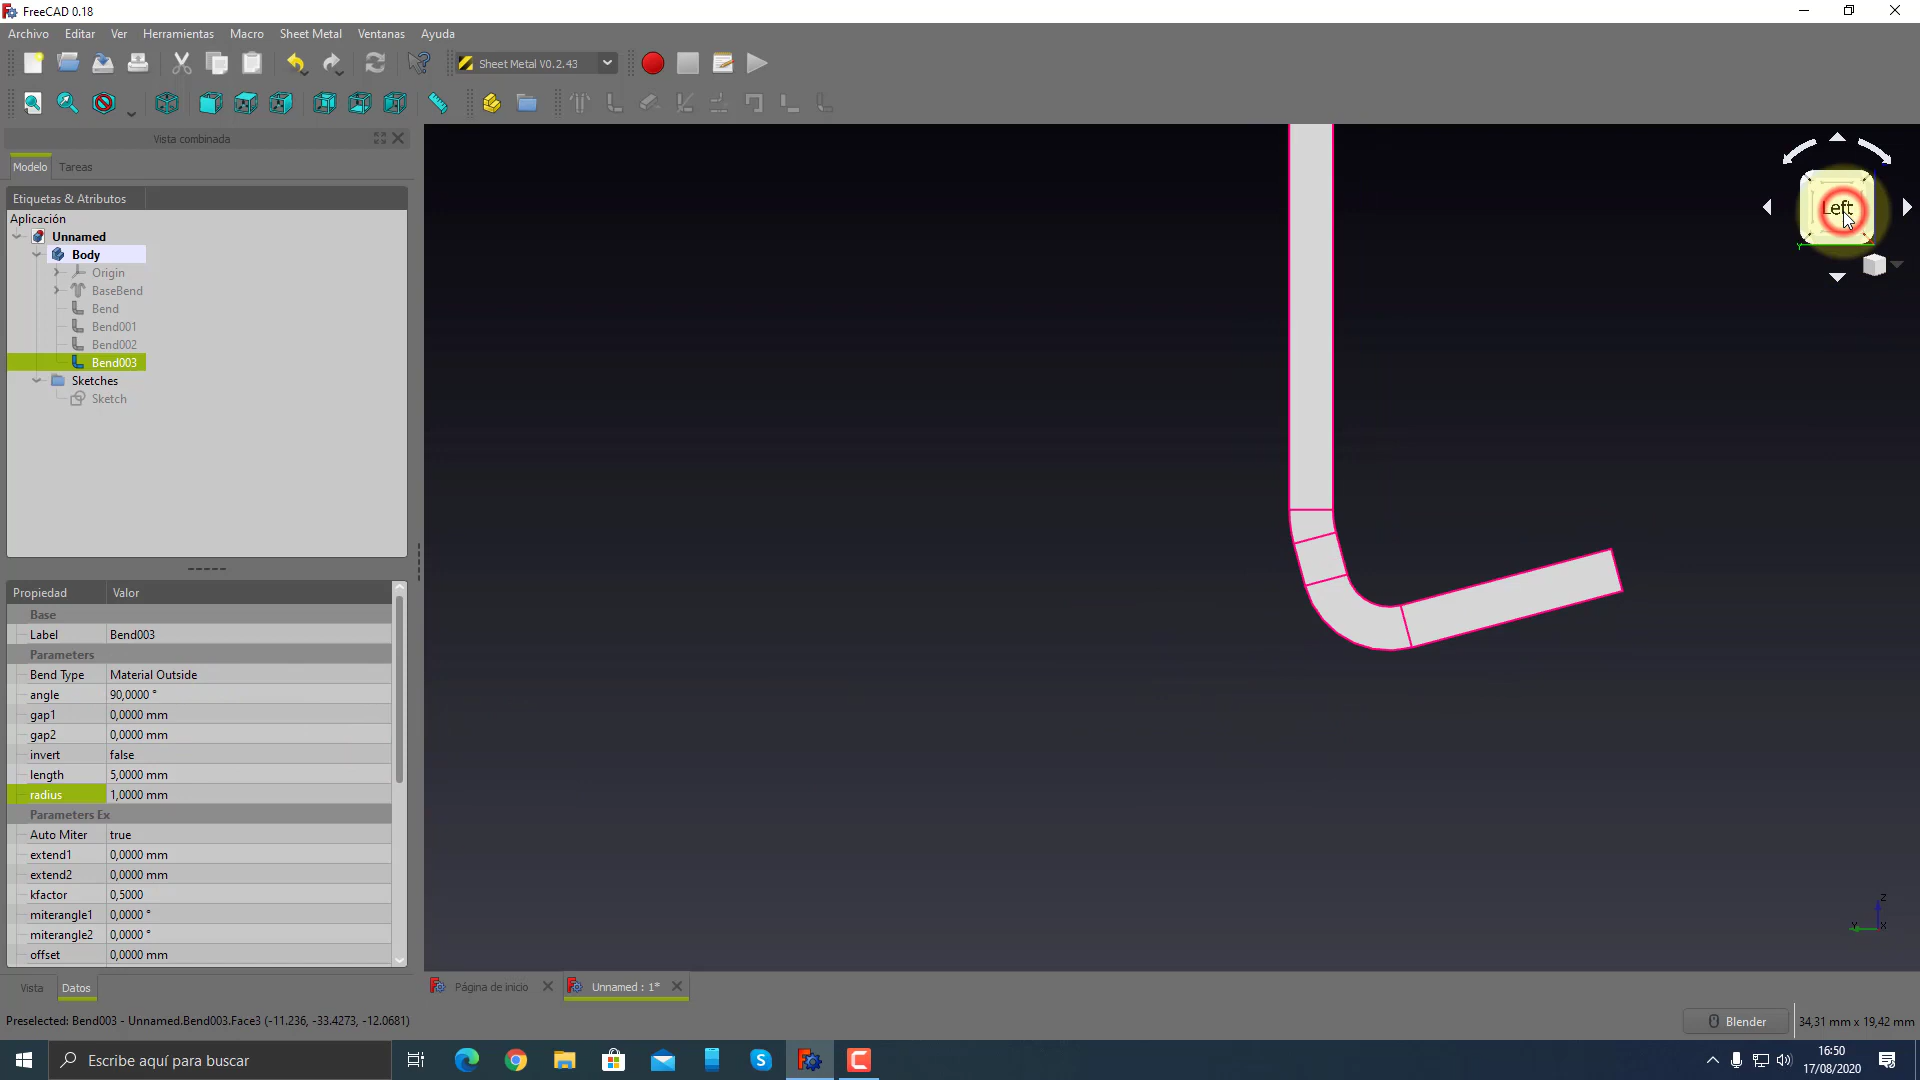 FreeCAD 0.18
Archivo Editar Ver Herramientas Macro Sheet Metal Ventanas Ayuda
Sheet Metal V0.2.43
Vista combinada
Modelo Tareas
Etiquetas & Atributos
Aplicación
Unnamed
Body
Origin
BaseBend
Bend
Bend001
Bend002
Bend003
Sketches
Sketch
Propiedad Valor
Base
Label Bend003
Parameters
Bend Type Material Outside
angle 90,0000 °
gap1 0,0000 mm
gap2 0,0000 mm
invert false
length 5,0000 mm
radius 1,0000 mm
Parameters Ex
Auto Miter true
extend1 0,0000 mm
extend2 0,0000 mm
kfactor 0,5000
miterangle1 0,0000 °
miterangle2 0,0000 °
offset 0,0000 mm
Vista Datos
Left
Y
Z
Y X
Página de inicio
Unnamed : 1*
Preselected: Bend003 - Unnamed.Bend003.Face3 (-11.236, -33.4273, -12.0681)
Blender
34,31 mm x 19,42 mm
Escribe aquí para buscar
16:50
17/08/2020